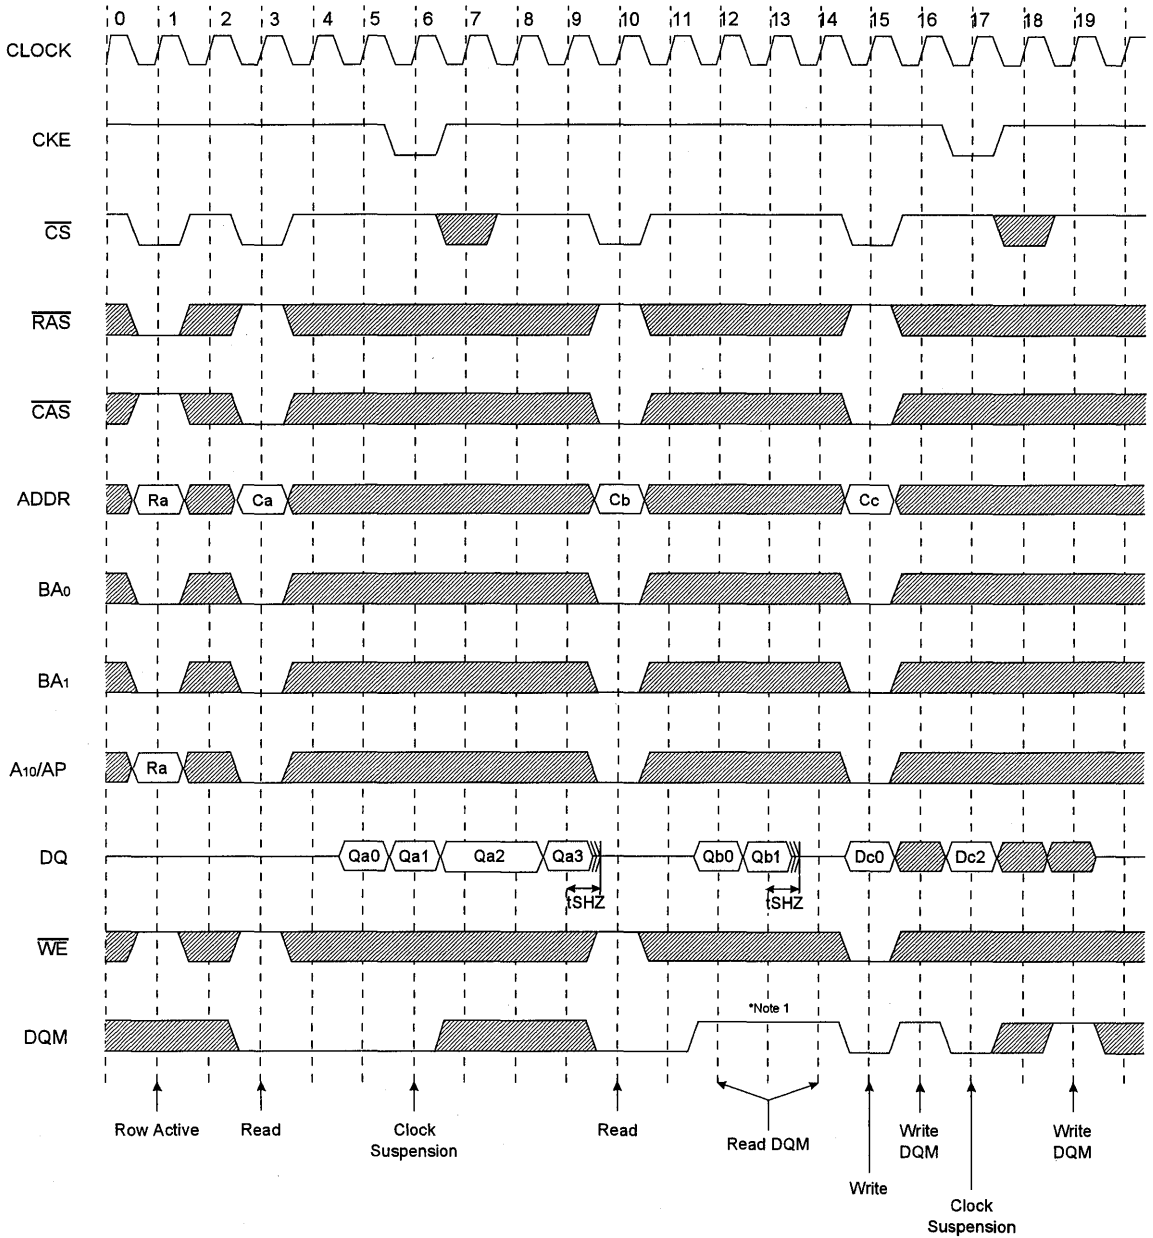 0 1 2 3 4 5 6 7 8 9 10 11 12 13 14 15 16 17 18 19
CLOCK
CKE
CS
RAS
CAS
ADDR Ra Ca Cb Cc
BA0
BA1
A10/AP Ra
DQ Qa0 Qa1 Qa2 Qa3 Qb0 Qb1 Dc0 Dc2
tSHZ tSHZ
WE
*Note 1
DQM
Row Active Read Clock Suspension Read Read DQM Write Write DQM Clock Suspension Write DQM